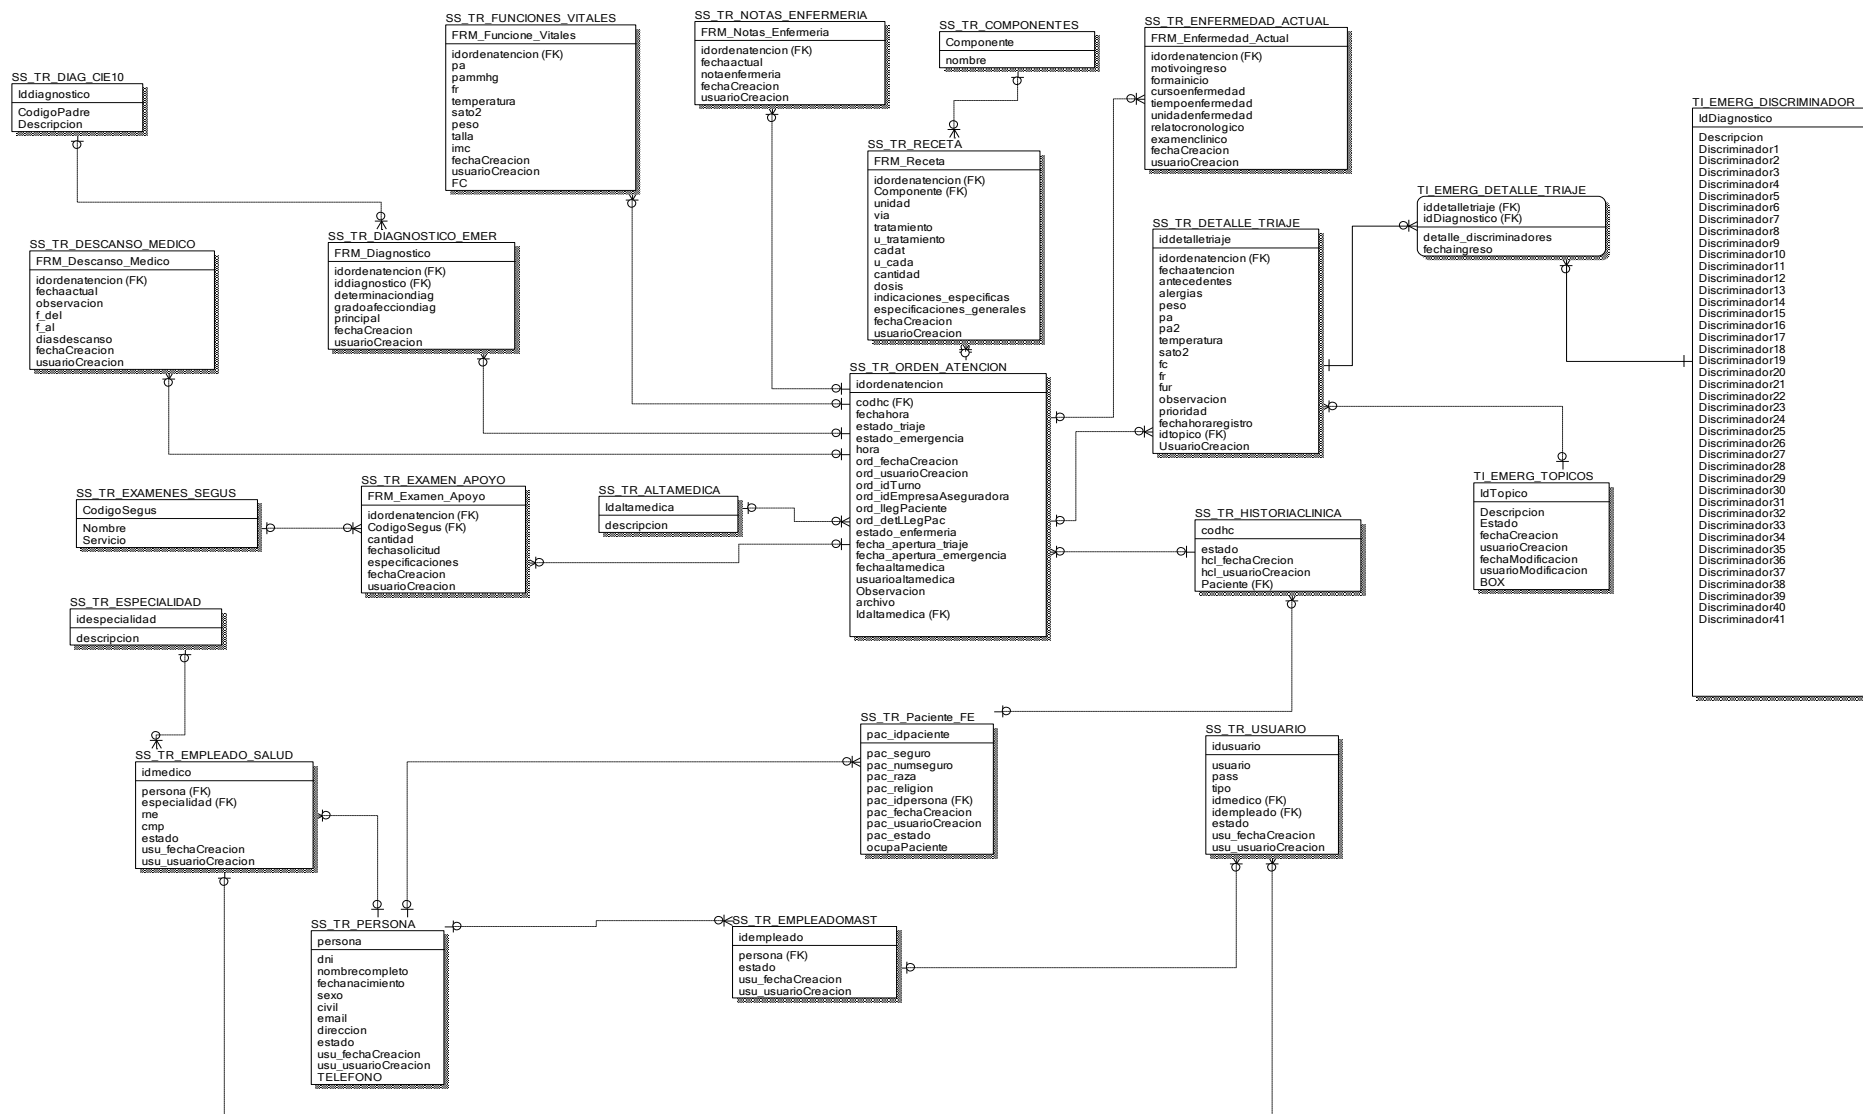 SS_TR_FUNCIONES_VITALES
FRM_Funcione_Vitales
idordenatencion (FK)
pa
pammhg
fr
temperatura
sato2
peso
talla
imc
fechaCreacion
usuarioCreacion
FC
SS_TR_NOTAS_ENFERMERIA
FRM_Notas_Enfermeria
idordenatencion (FK)
fechaactual
notaenfermeria
fechaCreacion
usuarioCreacion
SS_TR_COMPONENTES
Componente
nombre
SS_TR_ENFERMEDAD_ACTUAL
FRM_Enfermedad_Actual
idordenatencion (FK)
motivoingreso
formainicio
cursoenfermedad
tiempoenfermedad
unidadenfermedad
relatocronologico
examenclinico
fechaCreacion
usuarioCreacion
SS_TR_DIAG_CIE10
Iddiagnostico
CodigoPadre
Descripcion
TI_EMERG_DISCRIMINADOR
IdDiagnostico
Descripcion
Discriminador1
Discriminador2
Discriminador3
Discriminador4
Discriminador5
Discriminador6
Discriminador7
Discriminador8
Discriminador9
Discriminador10
Discriminador11
Discriminador12
Discriminador13
Discriminador14
Discriminador15
Discriminador16
Discriminador17
Discriminador18
Discriminador19
Discriminador20
Discriminador21
Discriminador22
Discriminador23
Discriminador24
Discriminador25
Discriminador26
Discriminador27
Discriminador28
Discriminador29
Discriminador30
Discriminador31
Discriminador32
Discriminador33
Discriminador34
Discriminador35
Discriminador36
Discriminador37
Discriminador38
Discriminador39
Discriminador40
Discriminador41
SS_TR_RECETA
FRM_Receta
idordenatencion (FK)
Componente (FK)
unidad
via
tratamiento
u_tratamiento
cadat
u_cada
cantidad
dosis
indicaciones_especificas
especificaciones_generales
fechaCreacion
usuarioCreacion
TI_EMERG_DETALLE_TRIAJE
iddetalletriaje (FK)
idDiagnostico (FK)
detalle_discriminadores
fechaingreso
SS_TR_DETALLE_TRIAJE
iddetalletriaje
idordenatencion (FK)
fechaatencion
antecedentes
alergias
peso
pa
pa2
temperatura
sato2
fc
fr
fur
observacion
prioridad
fechahoraregistro
idtopico (FK)
UsuarioCreacion
SS_TR_DESCANSO_MEDICO
FRM_Descanso_Medico
idordenatencion (FK)
fechaactual
observacion
f_del
f_al
diasdescanso
fechaCreacion
usuarioCreacion
SS_TR_DIAGNOSTICO_EMER
FRM_Diagnostico
idordenatencion (FK)
iddiagnostico (FK)
determinaciondiag
gradoafecciondiag
principal
fechaCreacion
usuarioCreacion
SS_TR_ORDEN_ATENCION
idordenatencion
codhc (FK)
fechahora
estado_triaje
estado_emergencia
hora
ord_fechaCreacion
ord_usuarioCreacion
ord_idTurno
ord_idEmpresaAseguradora
ord_llegPaciente
ord_detLLegPac
estado_enfermeria
fecha_apertura_triaje
fecha_apertura_emergencia
fechaaltamedica
usuarioaltamedica
Observacion
archivo
Idaltamedica (FK)
SS_TR_EXAMENES_SEGUS
CodigoSegus
Nombre
Servicio
SS_TR_EXAMEN_APOYO
FRM_Examen_Apoyo
idordenatencion (FK)
CodigoSegus (FK)
cantidad
fechasolicitud
especificaciones
fechaCreacion
usuarioCreacion
SS_TR_ALTAMEDICA
Idaltamedica
descripcion
SS_TR_HISTORIACLINICA
codhc
estado
hcl_fechaCrecion
hcl_usuarioCreacion
Paciente (FK)
TI_EMERG_TOPICOS
IdTopico
Descripcion
Estado
fechaCreacion
usuarioCreacion
fechaModificacion
usuarioModificacion
BOX
SS_TR_ESPECIALIDAD
idespecialidad
descripcion
SS_TR_EMPLEADO_SALUD
idmedico
persona (FK)
especialidad (FK)
me
cmp
estado
usu_fechaCreacion
usu_usuarioCreacion
SS_TR_Paciente_FE
pac_idpaciente
pac_seguro
pac_numseguro
pac_raza
pac_religion
pac_idpersona (FK)
pac_fechaCreacion
pac_usuarioCreacion
pac_estado
ocupaPaciente
SS_TR_USUARIO
idusuario
usuario
pass
tipo
idmedico (FK)
idempleado (FK)
estado
usu_fechaCreacion
usu_usuarioCreacion
SS_TR_PERSONA
persona
dni
nombrecompleto
fechanacimiento
sexo
civil
email
direccion
estado
usu_fechaCreacion
usu_usuarioCreacion
TELEFONO
SS_TR_EMPLEADOMAST
idempleado
persona (FK)
estado
usu_fechaCreacion
usu_usuarioCreacion